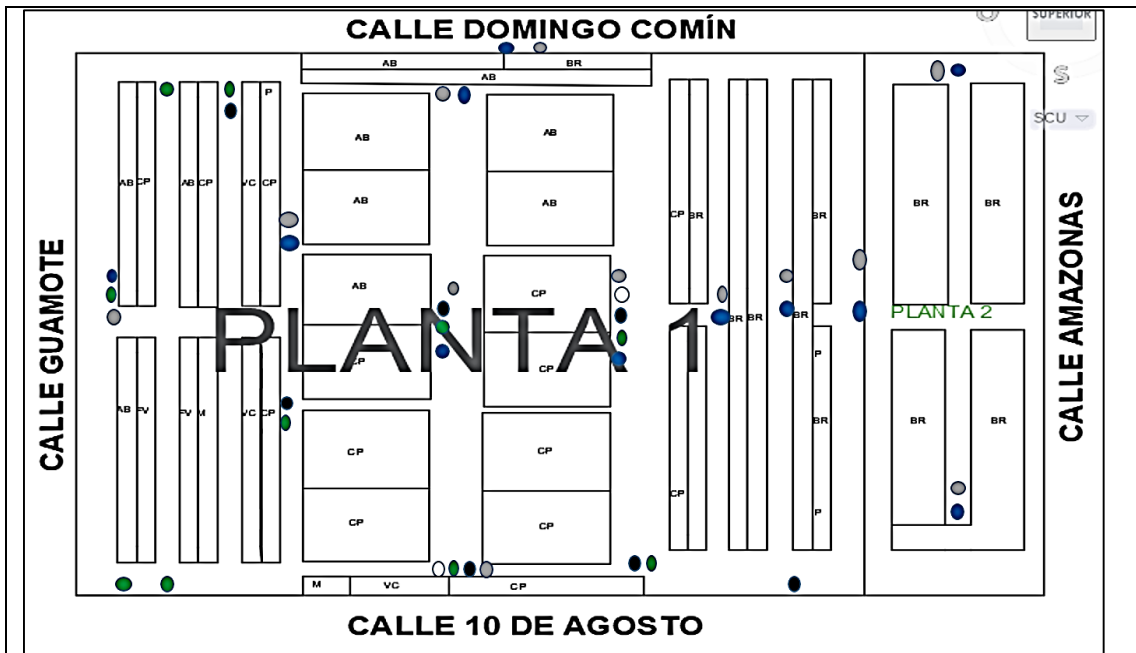 CALLE DOMINGO COMÍN
SUPERIOR
S
SCU
AB BR
AB
P
AB AB
AB CP AB CP VC CP
AB AB
CP BR BR
BR BR
CALLE GUAMOTE
CALLE AMAZONAS
AB CP
PLANTA 1
PLANTA 2
BR BR BR
CP CP
P
AB FV FV M VC CP
BR BR BR
CP CP
CP
P
CP CP
M VC CP
CALLE 10 DE AGOSTO